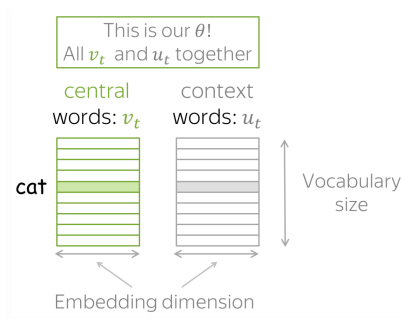 This is our θ!
All v_t and u_t together
central
words: v_t
context
words: u_t
cat
Vocabulary
size
Embedding dimension